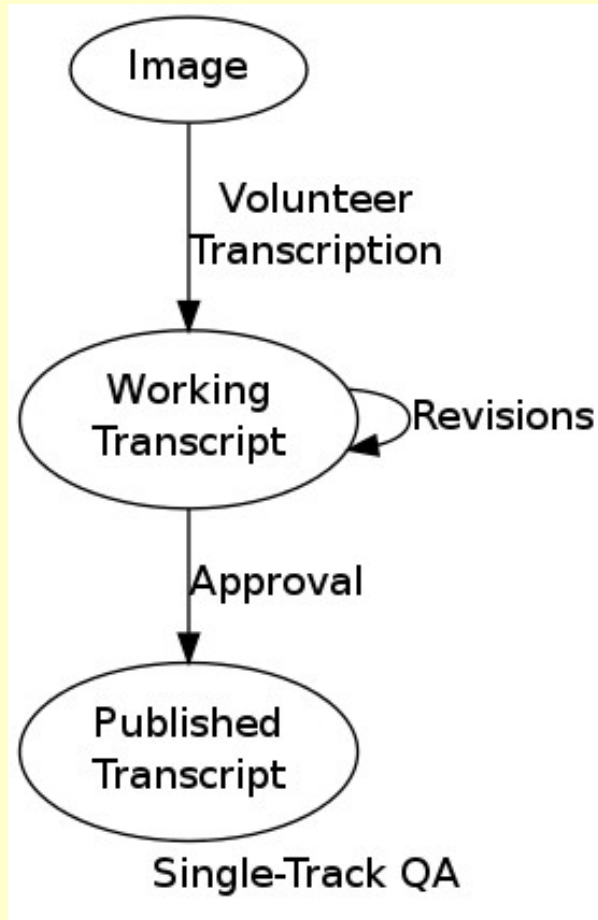 Image
Volunteer
Transcription
Working
Transcript
Revisions
Approval
Published
Transcript
Single-Track QA